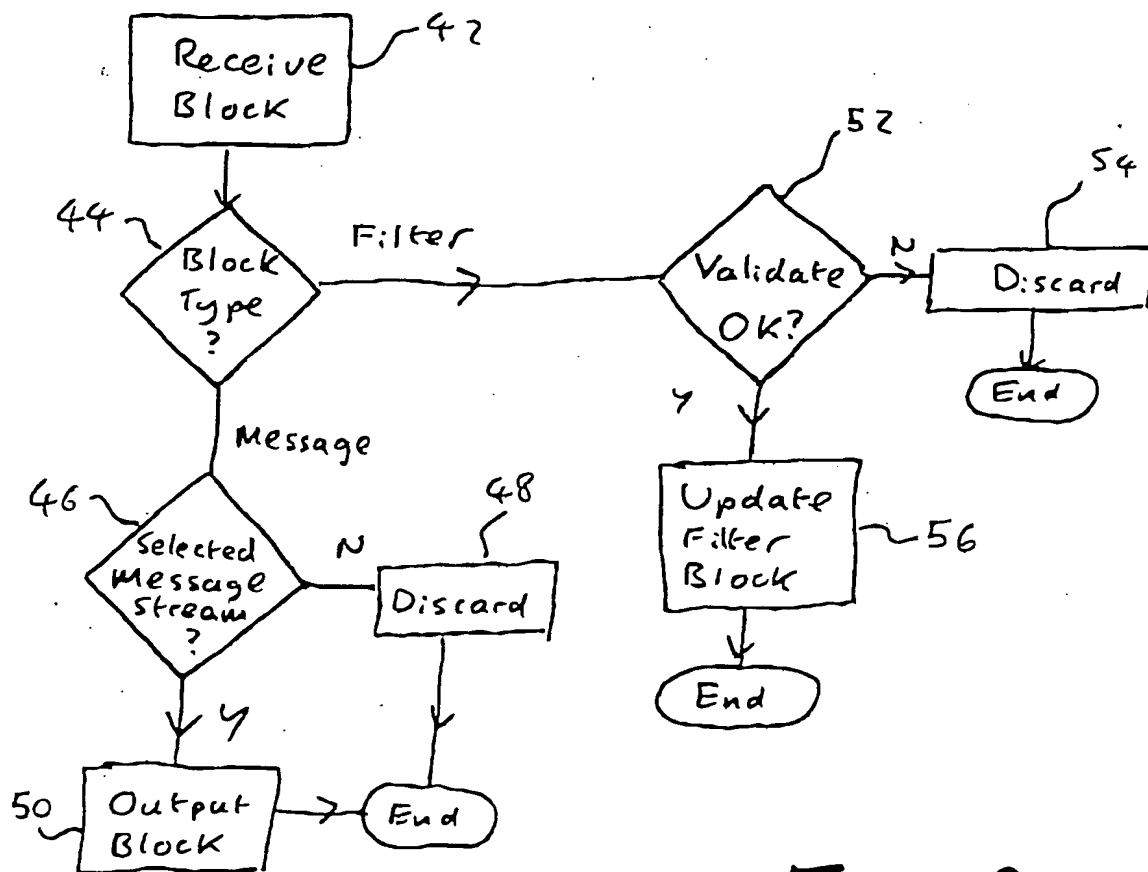 42
Receive
Block
44
Block
Type
?
Filter
52
Validate
OK?
N
54
Discard
End
Message
Y
46
Selected
Message
Stream
?
N
48
Discard
Update
Filter
Block
56
End
Y
50
Output
Block
End